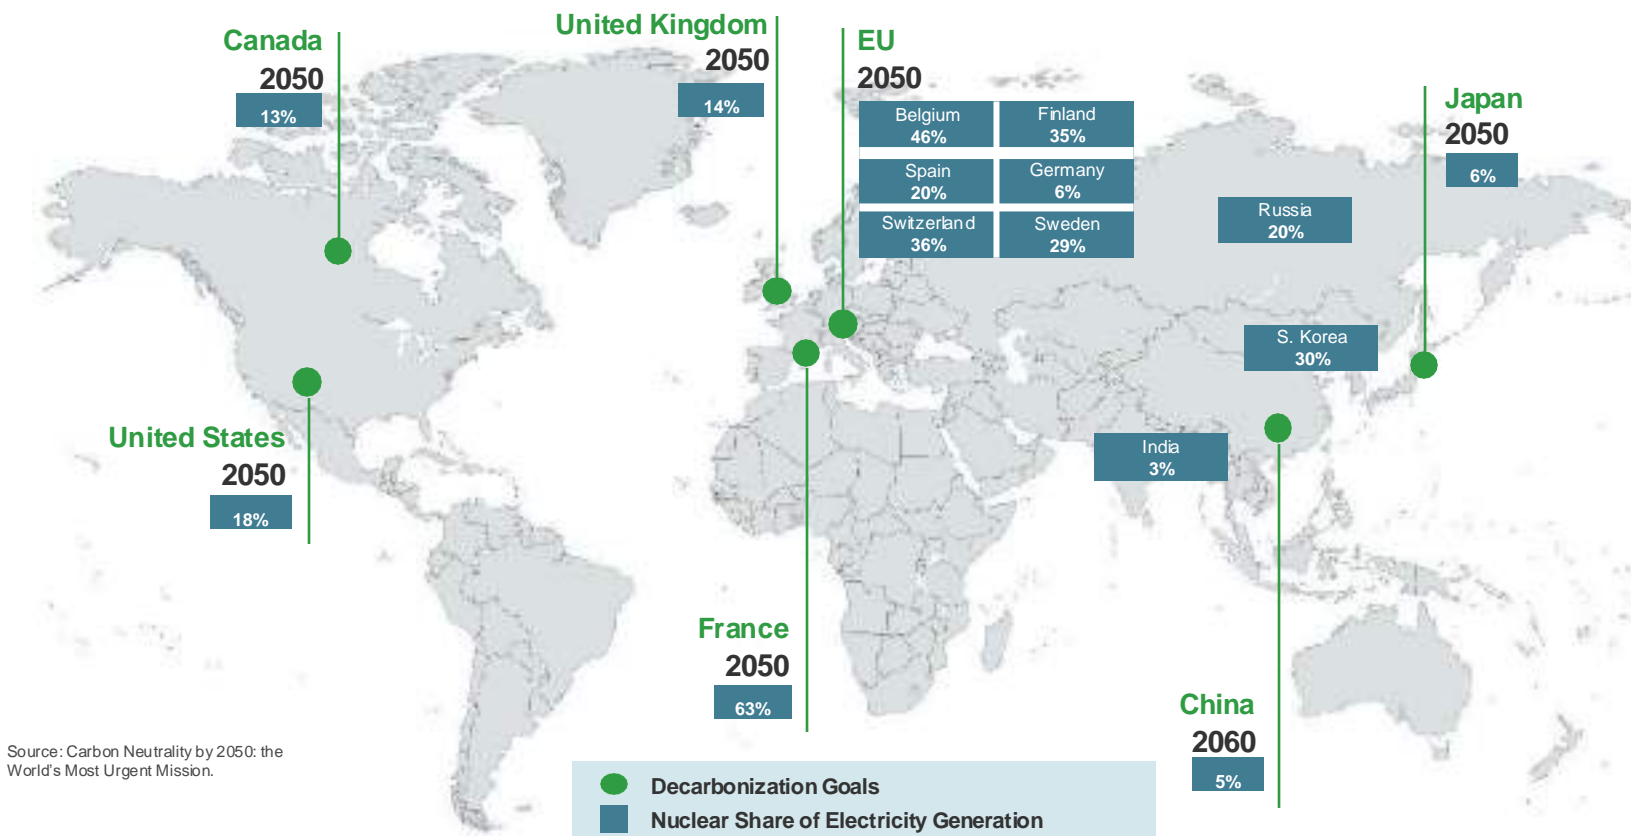 Canada
2050
13%
United Kingdom
2050
14%
EU
2050
Belgium
46%
Finland
35%
Spain
20%
Germany
6%
Switzerland
36%
Sweden
29%
Japan
2050
6%
Russia
20%
S. Korea
30%
India
3%
United States
2050
18%
France
2050
63%
China
2060
5%
Source: Carbon Neutrality by 2050: the
World's Most Urgent Mission.
Decarbonization Goals
Nuclear Share of Electricity Generation